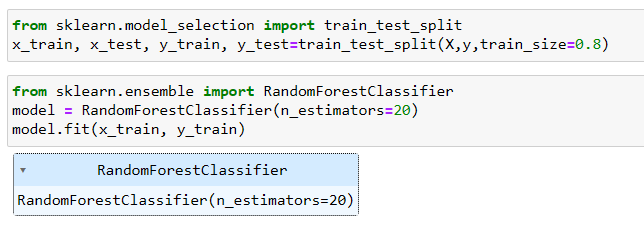 from sklearn.model_selection import train_test_split
x_train, x_test, y_train, y_test=train_test_split(X,y,train_size=0.8)
from sklearn.ensemble import RandomForestClassifier
model = RandomForestClassifier(n_estimators=20)
model.fit(x_train, y_train)
RandomForestClassifier
RandomForestClassifier(n_estimators=20)